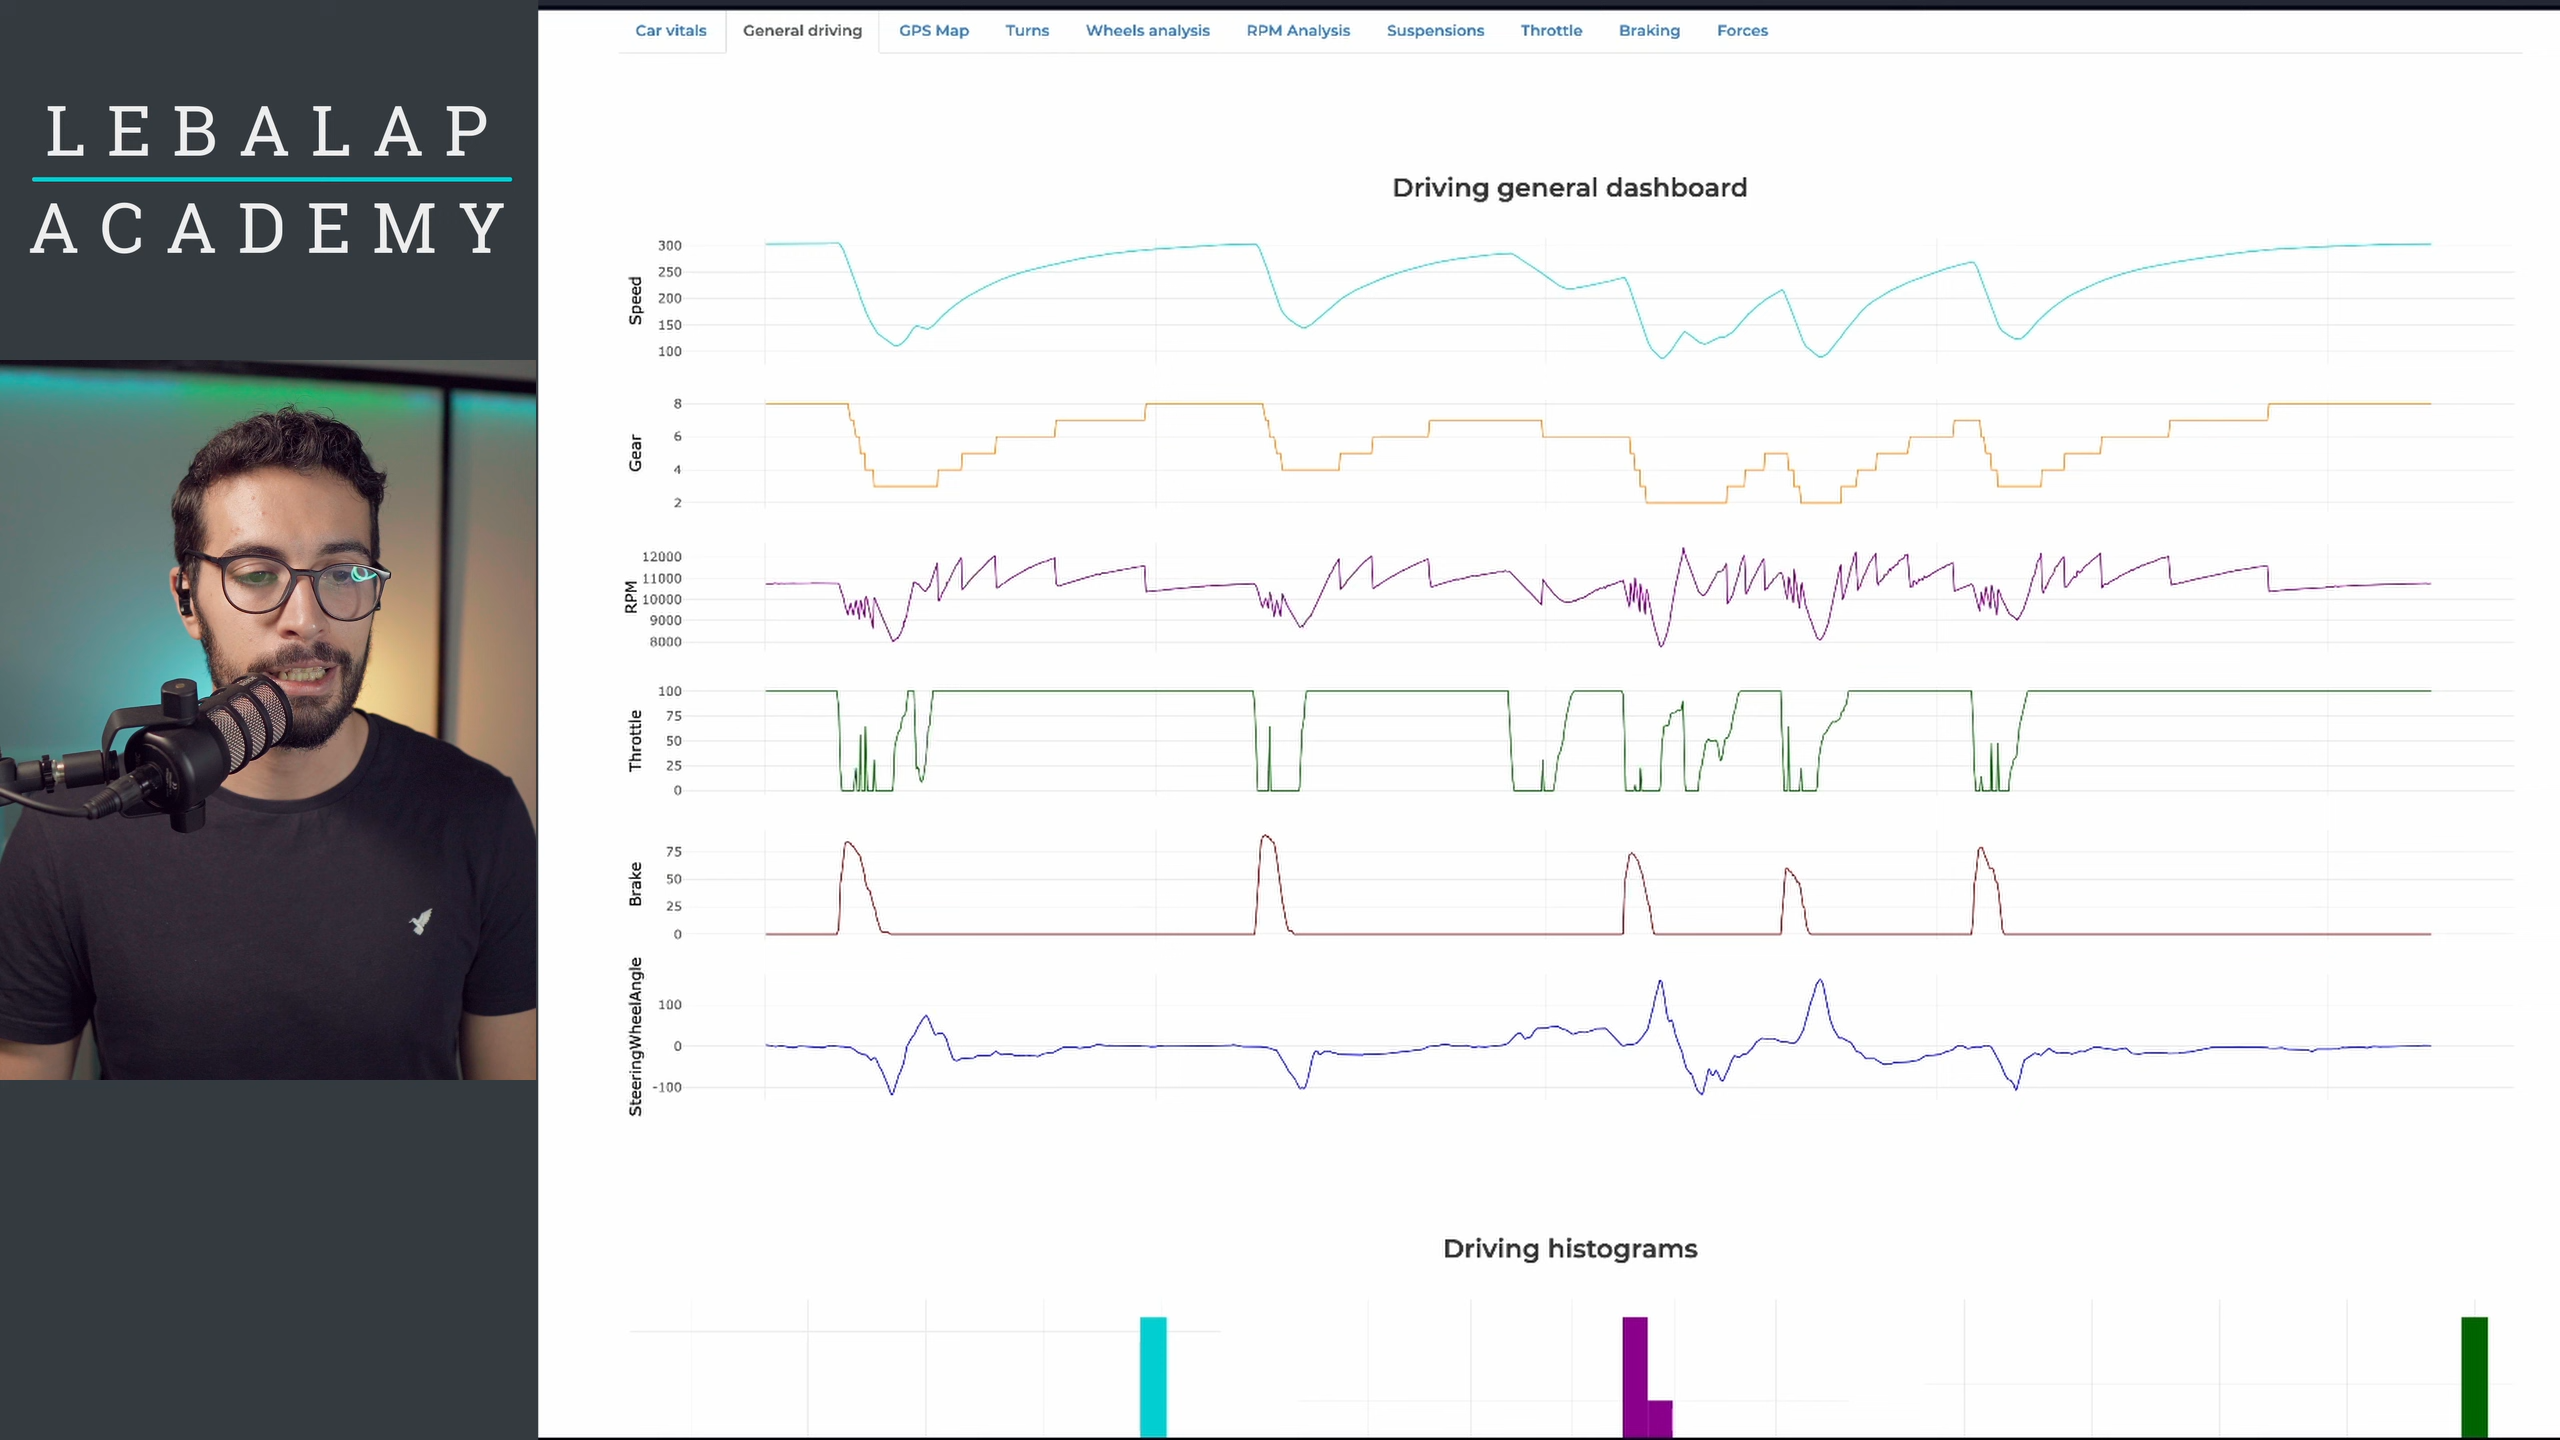 LEBALAP
ACADEMY
Car vitals
General driving
GPS Map
Turns
Wheels analysis
RPM Analysis
Suspensions
Throttle
Braking
Forces
Driving general dashboard
Speed
300
250
200
150
100
Gear
8
6
4
2
RPM
12000
11000
10000
9000
8000
Throttle
100
75
50
25
0
Brake
75
50
25
0
SteeringWheelAngle
100
0
-100
Driving histograms